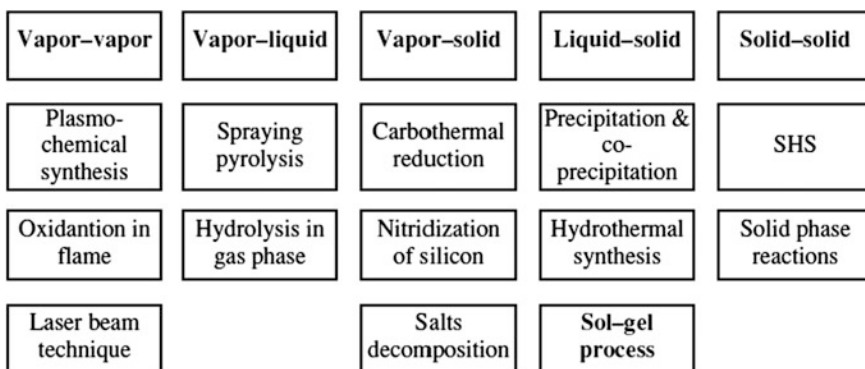 Vapor–vapor
Vapor–liquid
Vapor–solid
Liquid–solid
Solid–solid
Plasmo-
chemical
synthesis
Spraying
pyrolysis
Carbothermal
reduction
Precipitation &
co-
precipitation
SHS
Oxidantion in
flame
Hydrolysis in
gas phase
Nitridization
of silicon
Hydrothermal
synthesis
Solid phase
reactions
Laser beam
technique
Salts
decomposition
Sol–gel
process